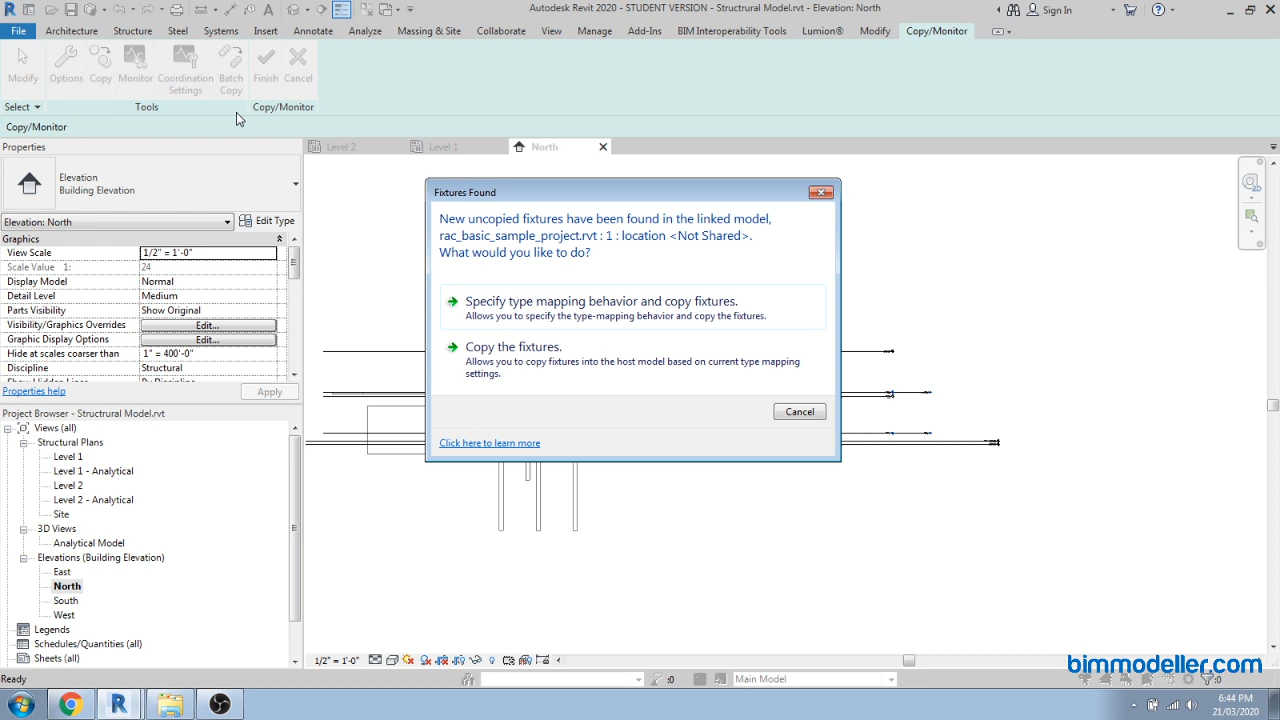 Autodesk Revit 2020 - STUDENT VERSION - Structrural Model.rvt - Elevation: North
Sign In
File Architecture Structure Steel Systems Insert Annotate Analyze Massing & Site Collaborate View Manage Add-Ins BIM Interoperability Tools Lumion® Modify Copy/Monitor
Modify Options Copy Monitor Coordination Settings Batch Copy Finish Cancel
Select Tools Copy/Monitor
Copy/Monitor
Properties
Level 2 Level 1 North
Elevation
Building Elevation
Elevation: North Edit Type
Graphics
View Scale 1/2" = 1'-0"
Scale Value 1: 24
Display Model Normal
Detail Level Medium
Parts Visibility Show Original
Visibility/Graphics Overrides Edit...
Graphic Display Options Edit...
Hide at scales coarser than 1" = 400'-0"
Discipline Structural
Show Hidden Lines By Discipline
Properties help Apply
Project Browser - Structrural Model.rvt
Views (all)
Structural Plans
Level 1
Level 1 - Analytical
Level 2
Level 2 - Analytical
Site
3D Views
Analytical Model
Elevations (Building Elevation)
East
North
South
West
Legends
Schedules/Quantities (all)
Sheets (all)
Fixtures Found
New uncopied fixtures have been found in the linked model,
rac_basic_sample_project.rvt : 1 : location <Not Shared>.
What would you like to do?
Specify type mapping behavior and copy fixtures.
Allows you to specify the type-mapping behavior and copy the fixtures.
Copy the fixtures.
Allows you to copy fixtures into the host model based on current type mapping
settings.
Cancel
Click here to learn more
2D
1/2" = 1'-0"
bimmodeller.com
Ready :0 Main Model :0
6:44 PM
21/03/2020